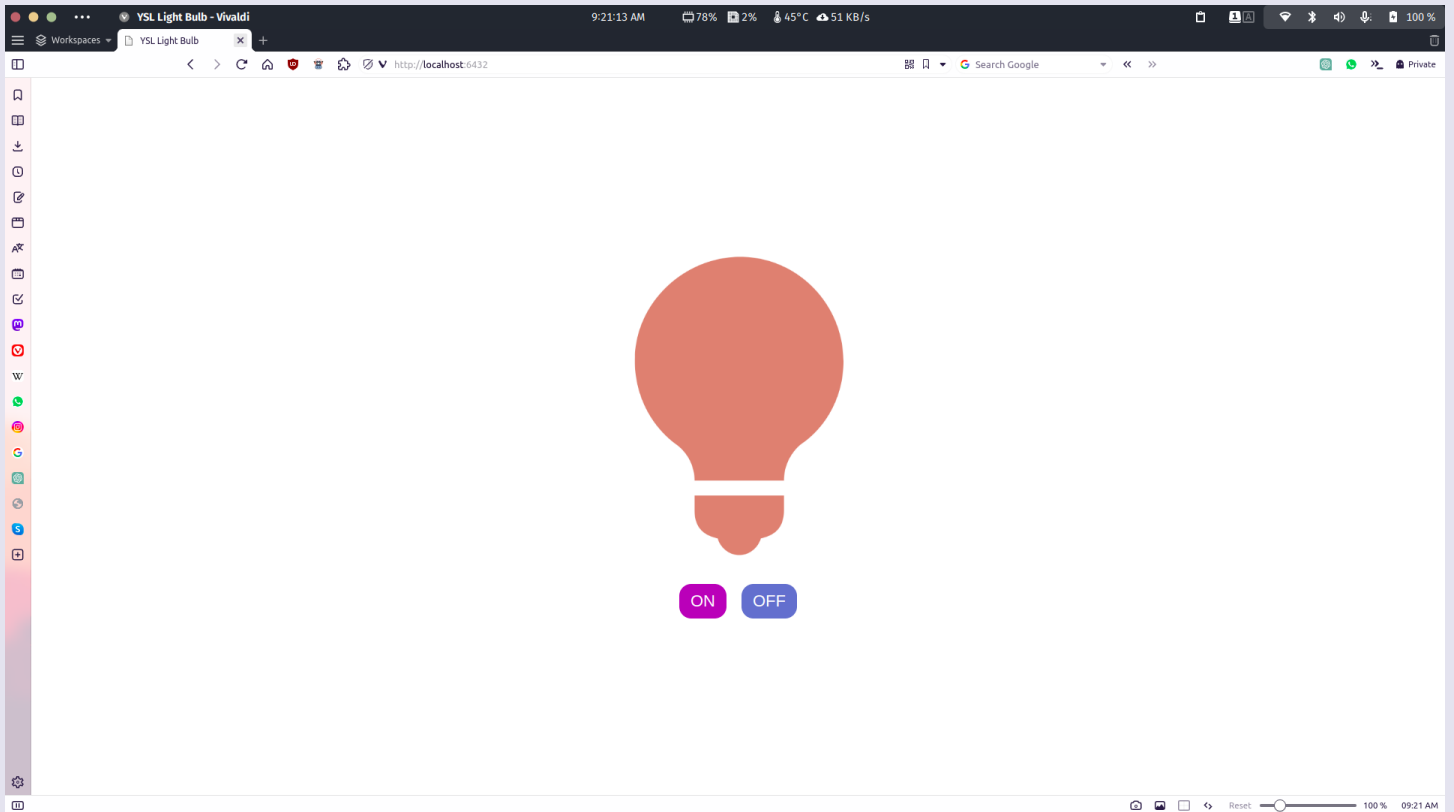 YSL Light Bulb - Vivaldi
9:21:13 AM 78% 2% 45°C 51 KB/s
1 A
100 %
Workspaces
YSL Light Bulb
http://localhost:6432
Search Google
Private
ON
OFF
Reset
100 %
09:21 AM